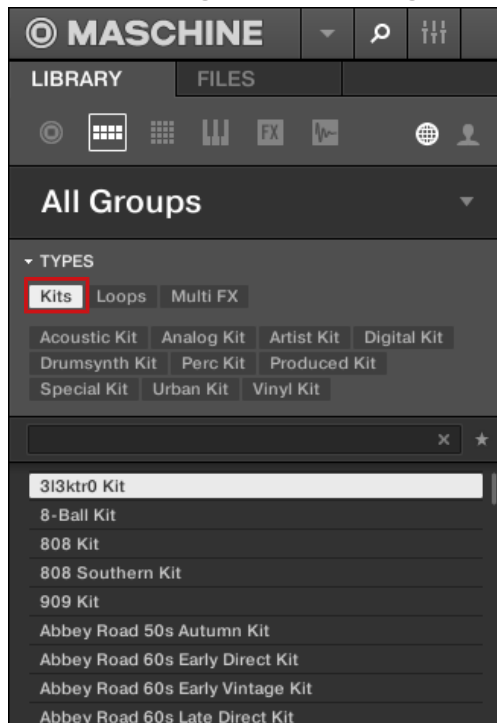 MASCHINE
LIBRARY FILES
FX
All Groups
TYPES
Kits Loops Multi FX
Acoustic Kit Analog Kit Artist Kit Digital Kit
Drumsynth Kit Perc Kit Produced Kit
Special Kit Urban Kit Vinyl Kit
3l3ktr0 Kit
8-Ball Kit
808 Kit
808 Southern Kit
909 Kit
Abbey Road 50s Autumn Kit
Abbey Road 60s Early Direct Kit
Abbey Road 60s Early Vintage Kit
Abbey Road 60s Late Direct Kit